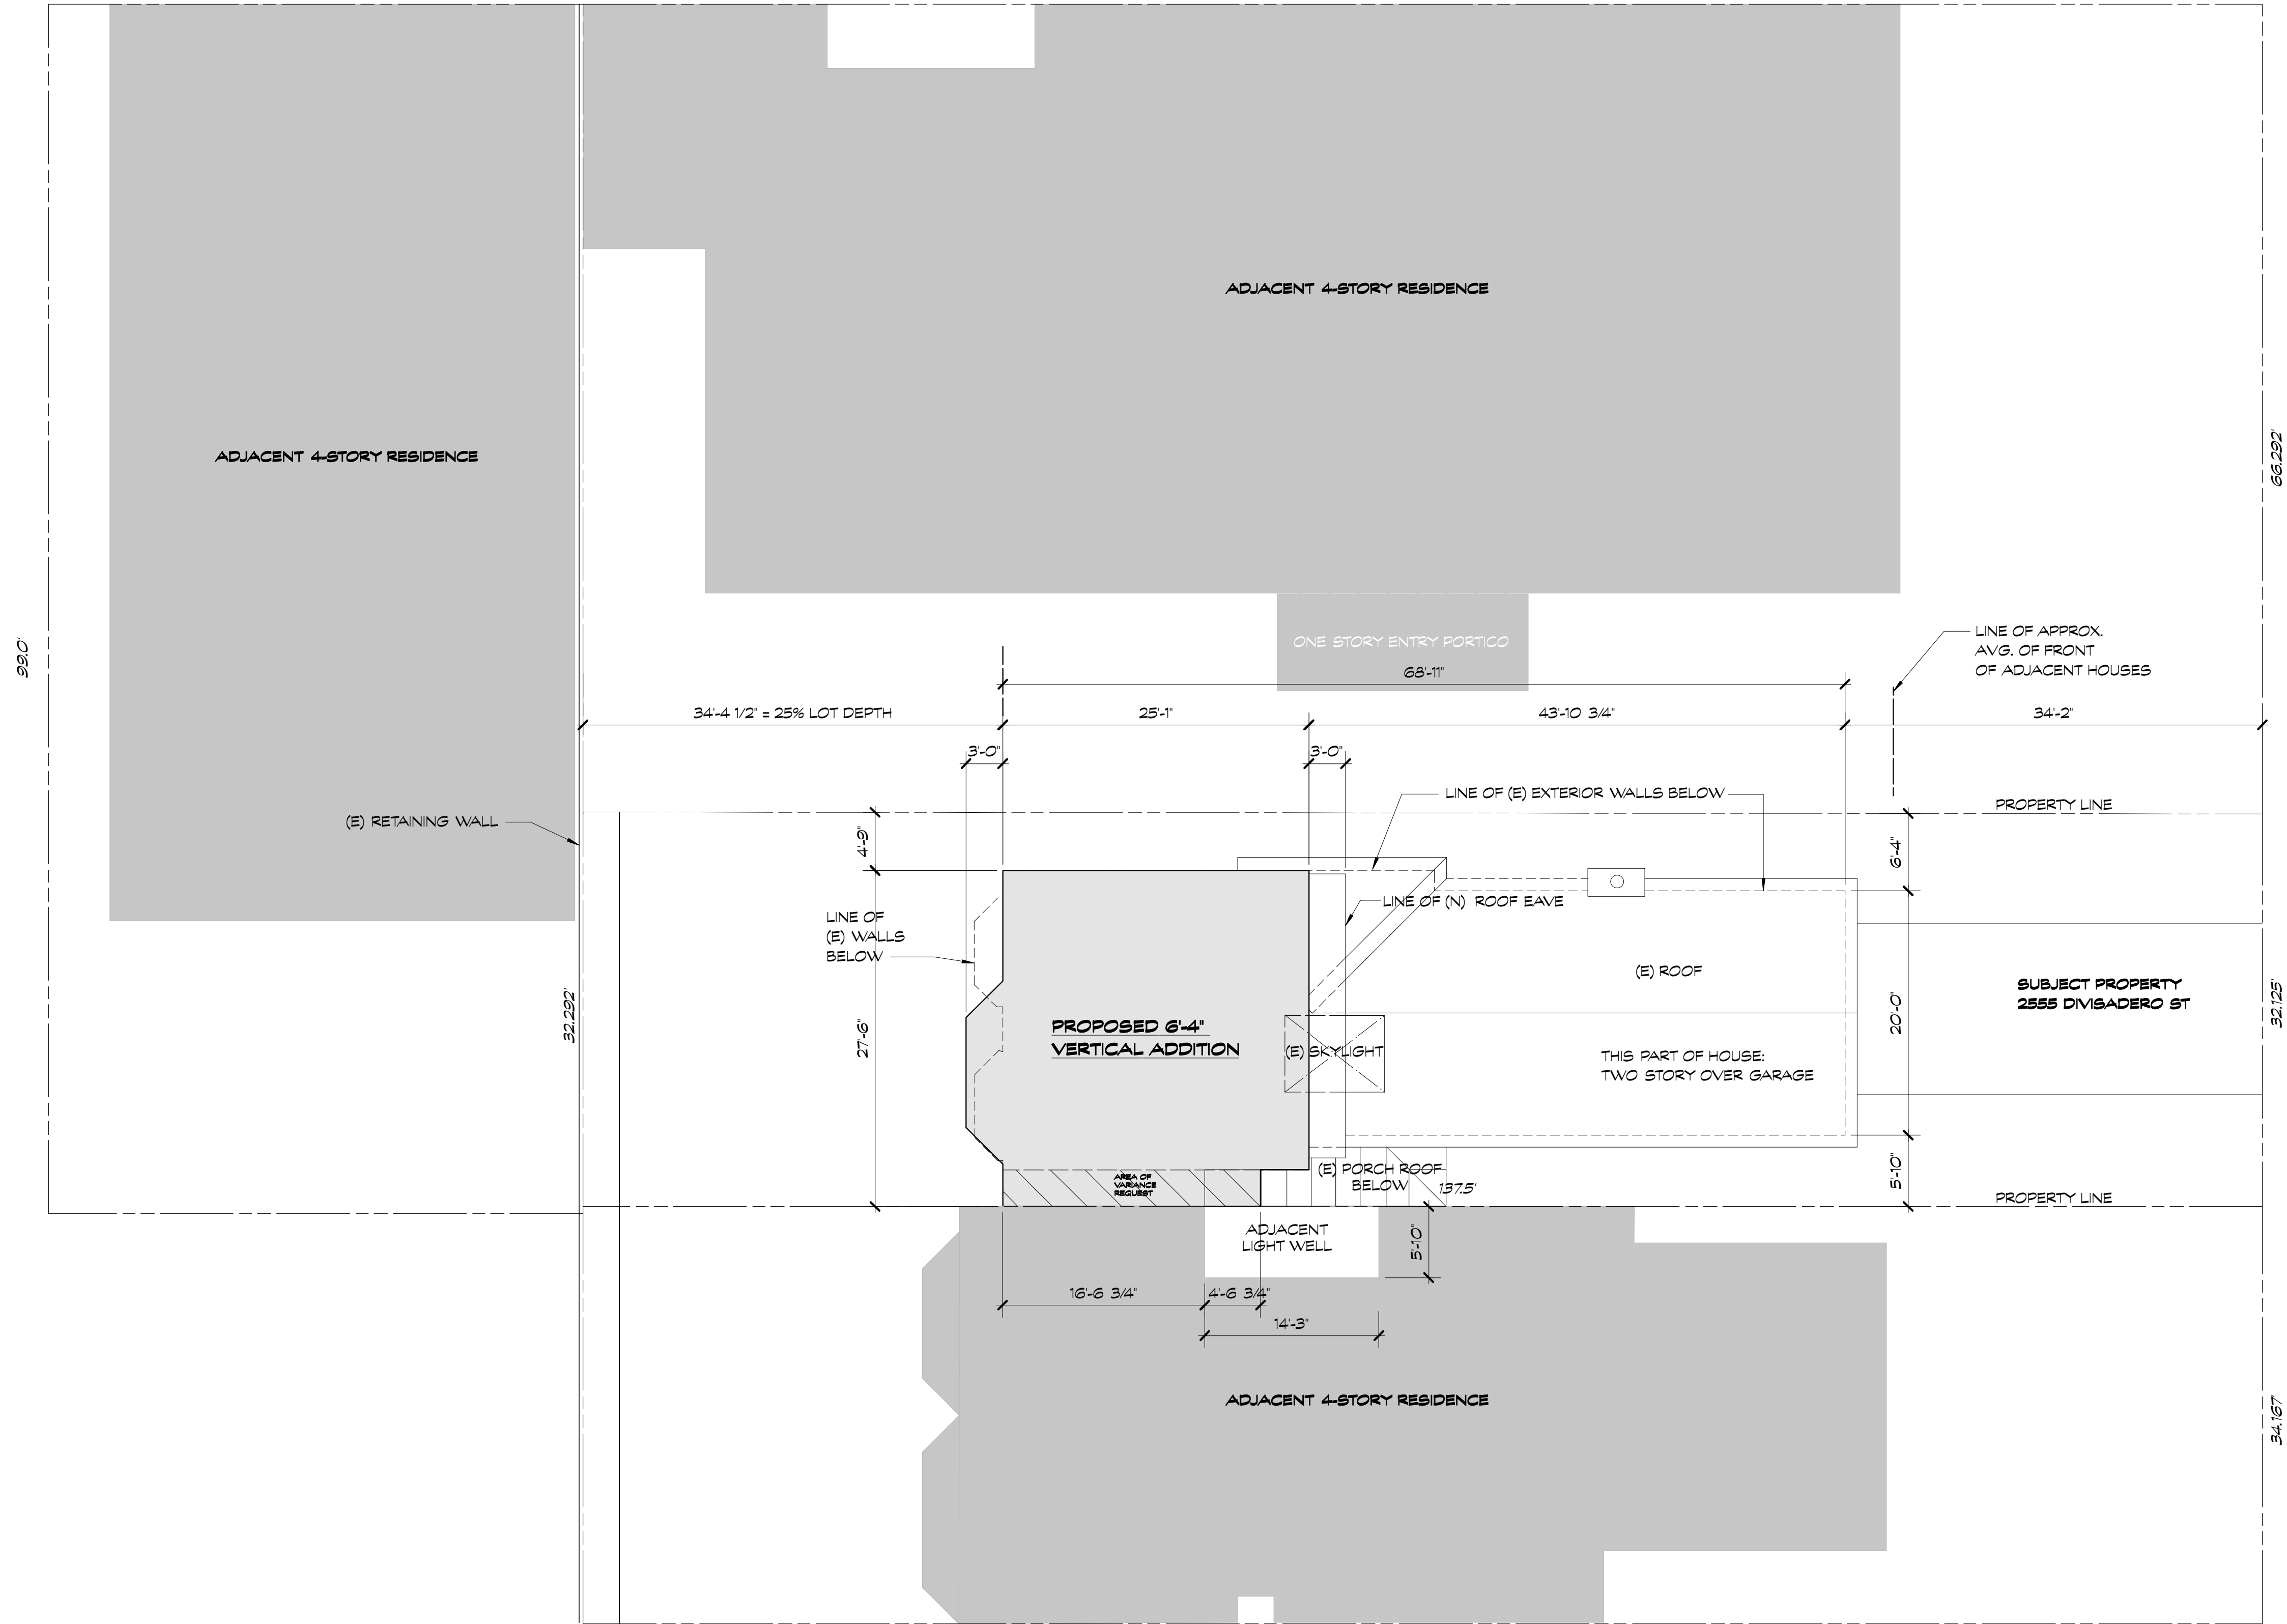 ADJACENT 4-STORY RESIDENCE
ADJACENT 4-STORY RESIDENCE
66.292'
99.0'
ONE STORY ENTRY PORTICO
LINE OF APPROX.
AVG. OF FRONT
OF ADJACENT HOUSES
68'-11"
34'-4 1/2" = 25% LOT DEPTH
25'-1"
43'-10 3/4"
34'-2"
3'-0"
3'-0"
LINE OF (E) EXTERIOR WALLS BELOW
PROPERTY LINE
(E) RETAINING WALL
4'-9"
6'-4"
LINE OF (N) ROOF EAVE
LINE OF
(E) WALLS
BELOW
(E) ROOF
SUBJECT PROPERTY
2555 DIVISADERO ST
32.292'
27'-6"
20'-0"
32.125'
PROPOSED 6'-4"
VERTICAL ADDITION
(E) SKYLIGHT
THIS PART OF HOUSE:
TWO STORY OVER GARAGE
AREA OF
VARIANCE
REQUEST
(E) PORCH ROOF
BELOW
137.5'
5'-10"
PROPERTY LINE
ADJACENT
LIGHT WELL
5'-10"
16'-6 3/4"
4'-6 3/4"
14'-3"
ADJACENT 4-STORY RESIDENCE
34.167'